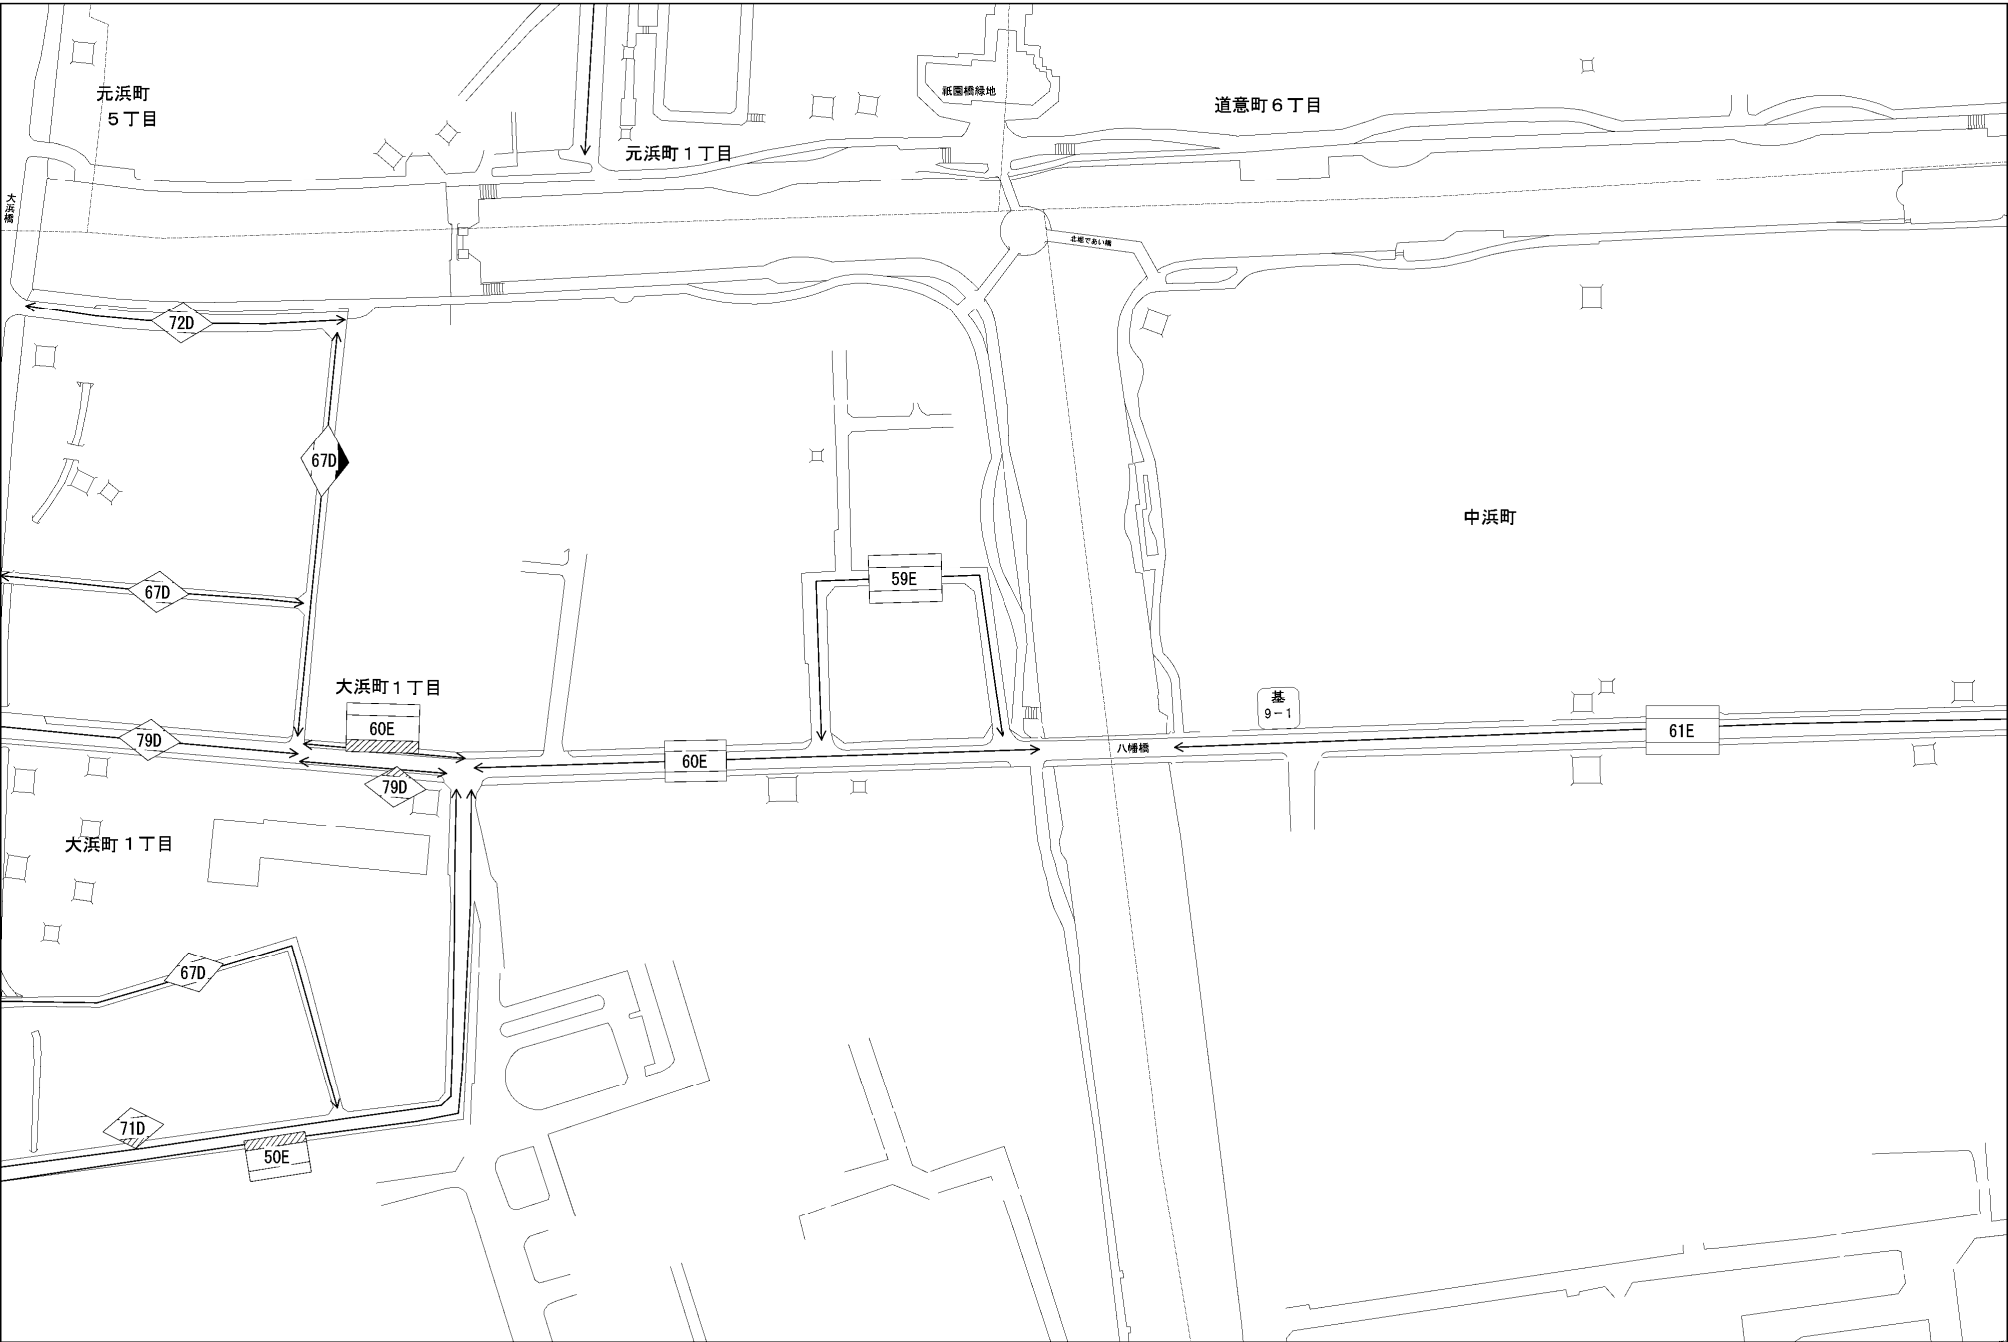 元浜町
５丁目
祇園橋緑地
道意町６丁目
元浜町１丁目
大浜橋
北堀であい橋
72D
67D
中浜町
67D
59E
大浜町１丁目
60E
基
9-1
79D
60E
八幡橋
61E
79D
大浜町１丁目
67D
71D
50E